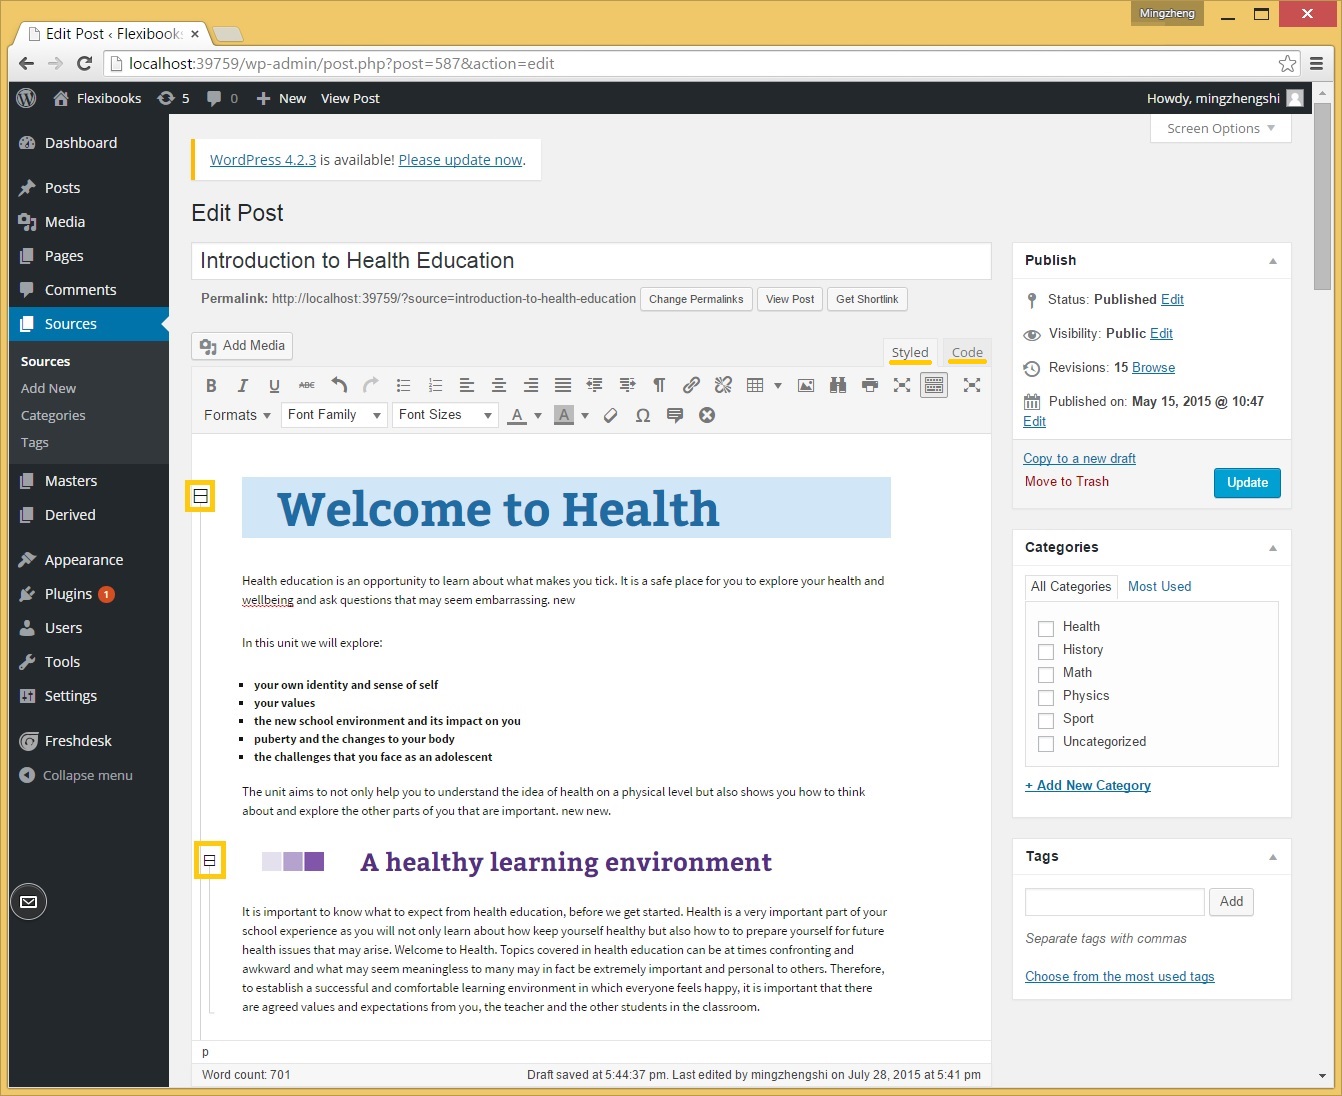 Mingzheng
Edit Post ‹ Flexibooks
localhost:39759/wp-admin/post.php?post=587&action=edit
Flexibooks 5 0 New View Post
Howdy, mingzhengshi
Screen Options
Dashboard
Posts
Media
Pages
Comments
Sources
Sources
Add New
Categories
Tags
Masters
Derived
Appearance
Plugins 1
Users
Tools
Settings
Freshdesk
Collapse menu
WordPress 4.2.3 is available! Please update now.
Edit Post
Introduction to Health Education
Permalink: http://localhost:39759/?source=introduction-to-health-education Change Permalinks View Post Get Shortlink
Add Media
Styled Code
B I U ABC
Formats Font Family Font Sizes A A Ω
Welcome to Health
Health education is an opportunity to learn about what makes you tick. It is a safe place for you to explore your health and
wellbeing and ask questions that may seem embarrassing. new
In this unit we will explore:
your own identity and sense of self
your values
the new school environment and its impact on you
puberty and the changes to your body
the challenges that you face as an adolescent
The unit aims to not only help you to understand the idea of health on a physical level but also shows you how to think
about and explore the other parts of you that are important. new new.
A healthy learning environment
It is important to know what to expect from health education, before we get started. Health is a very important part of your
school experience as you will not only learn about how keep yourself healthy but also how to to prepare yourself for future
health issues that may arise. Welcome to Health. Topics covered in health education can be at times confronting and
awkward and what may seem meaningless to many may in fact be extremely important and personal to others. Therefore,
to establish a successful and comfortable learning environment in which everyone feels happy, it is important that there
are agreed values and expectations from you, the teacher and the other students in the classroom.
p
Word count: 701
Draft saved at 5:44:37 pm. Last edited by mingzhengshi on July 28, 2015 at 5:41 pm
Publish
Status: Published Edit
Visibility: Public Edit
Revisions: 15 Browse
Published on: May 15, 2015 @ 10:47
Edit
Copy to a new draft
Move to Trash
Update
Categories
All Categories Most Used
Health
History
Math
Physics
Sport
Uncategorized
+ Add New Category
Tags
Add
Separate tags with commas
Choose from the most used tags